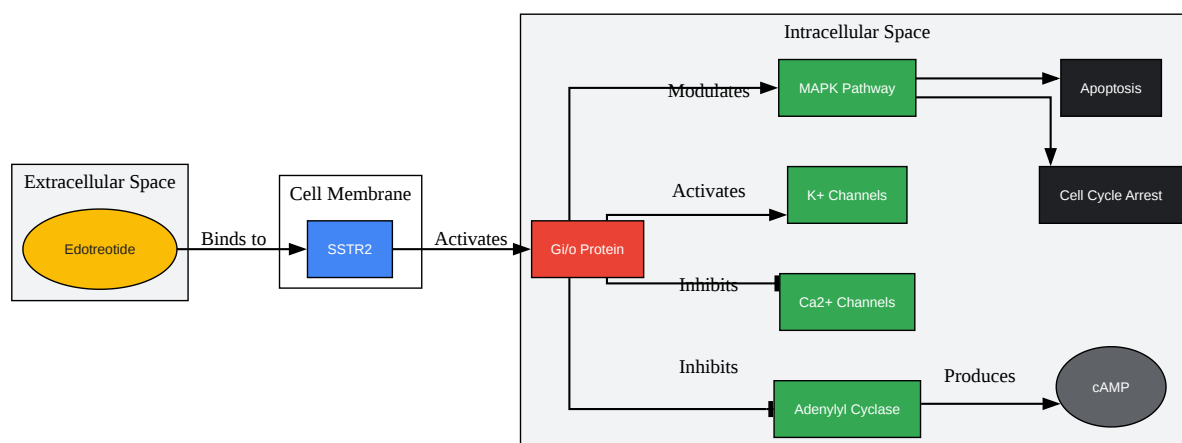 Intracellular Space
Modulates
MAPK Pathway
Apoptosis
Extracellular Space
Cell Membrane
Activates
K+ Channels
Cell Cycle Arrest
Edotreotide
Binds to
SSTR2
Activates
Gi/o Protein
Inhibits
Ca2+ Channels
Inhibits
Adenylyl Cyclase
Produces
cAMP